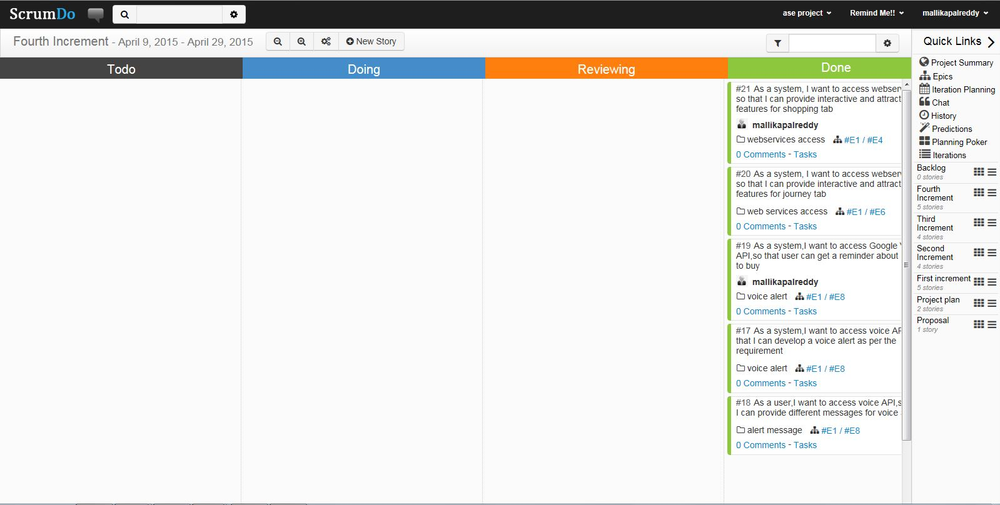 ScrumDo
ase project
Remind Me!!
mallikapalreddy
Fourth Increment - April 9, 2015 - April 29, 2015
New Story
Todo
Doing
Reviewing
Done
#21 As a system, I want to access webser
so that I can provide interactive and attract
features for shopping tab
mallikapalreddy
webservices access #E1 / #E4
0 Comments - Tasks
#20 As a system, I want to access webser
so that I can provide interactive and attract
features for journey tab
web services access #E1 / #E6
0 Comments - Tasks
#19 As a system,I want to access Google
API,so that user can get a reminder about
to buy
mallikapalreddy
voice alert #E1 / #E8
0 Comments - Tasks
#17 As a system,I want to access voice AP
that I can develop a voice alert as per the
requirement
voice alert #E1 / #E8
0 Comments - Tasks
#18 As a user,I want to access voice API,s
I can provide different messages for voice
alert message #E1 / #E8
0 Comments - Tasks
Quick Links
Project Summary
Epics
Iteration Planning
Chat
History
Predictions
Planning Poker
Iterations
Backlog
0 stories
Fourth
Increment
5 stories
Third
Increment
4 stories
Second
Increment
4 stories
First increment
5 stories
Project plan
2 stories
Proposal
1 story